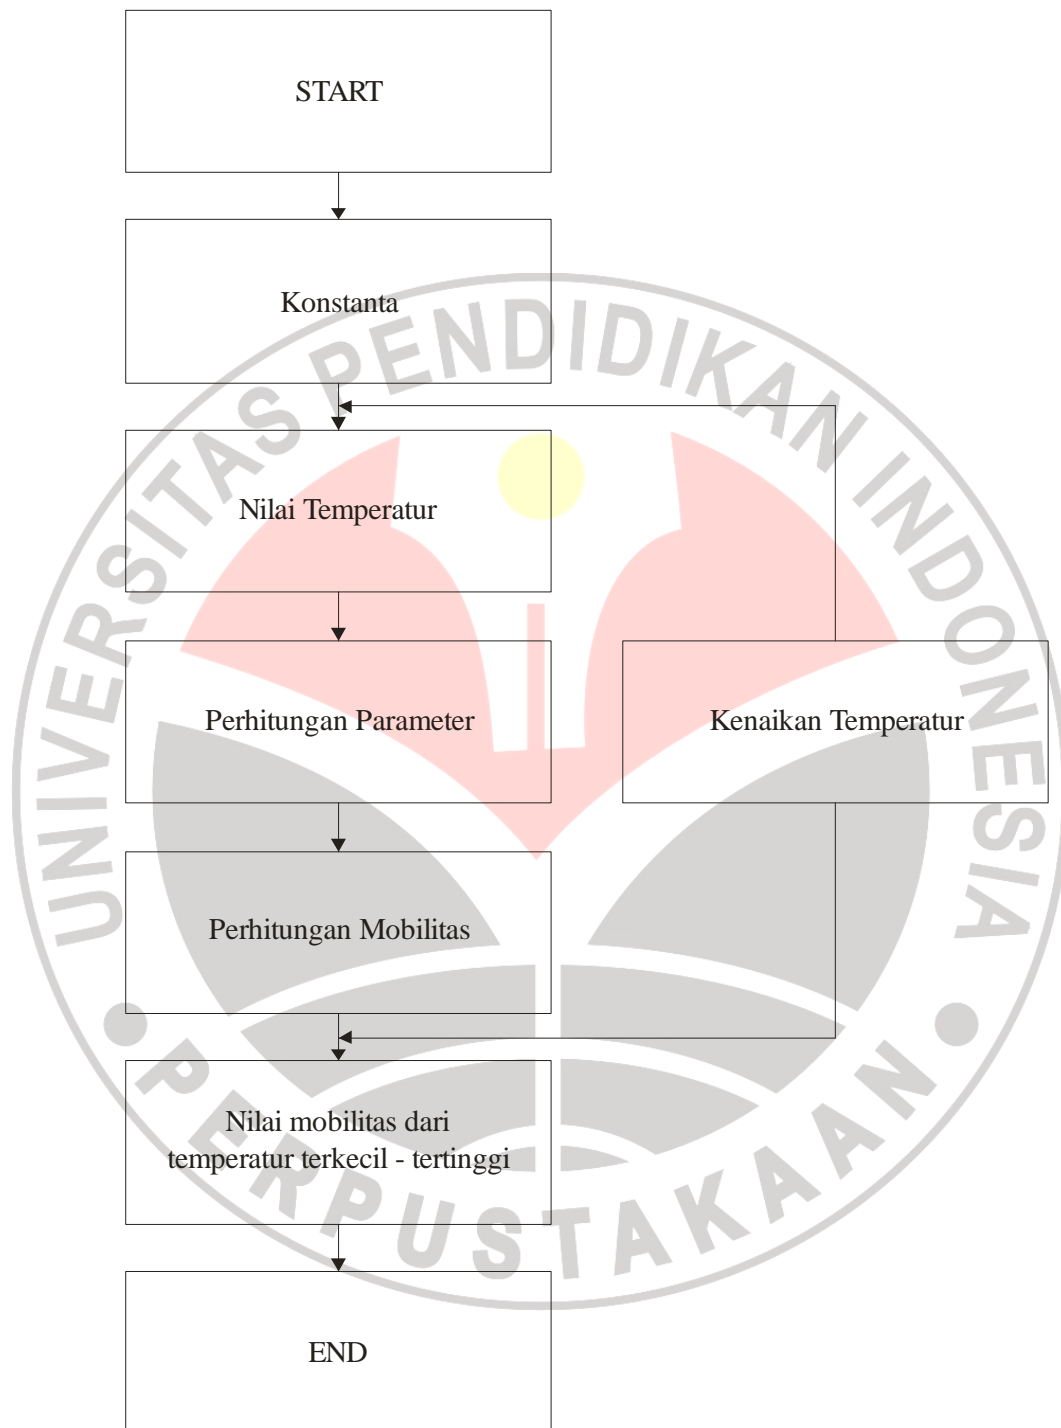 START
Konstanta
Nilai Temperatur
Perhitungan Parameter
Kenaikan Temperatur
Perhitungan Mobilitas
Nilai mobilitas dari
temperatur terkecil - tertinggi
END
UNIVERSITAS PENDIDIKAN INDONESIA
PERPUSTAKAAN